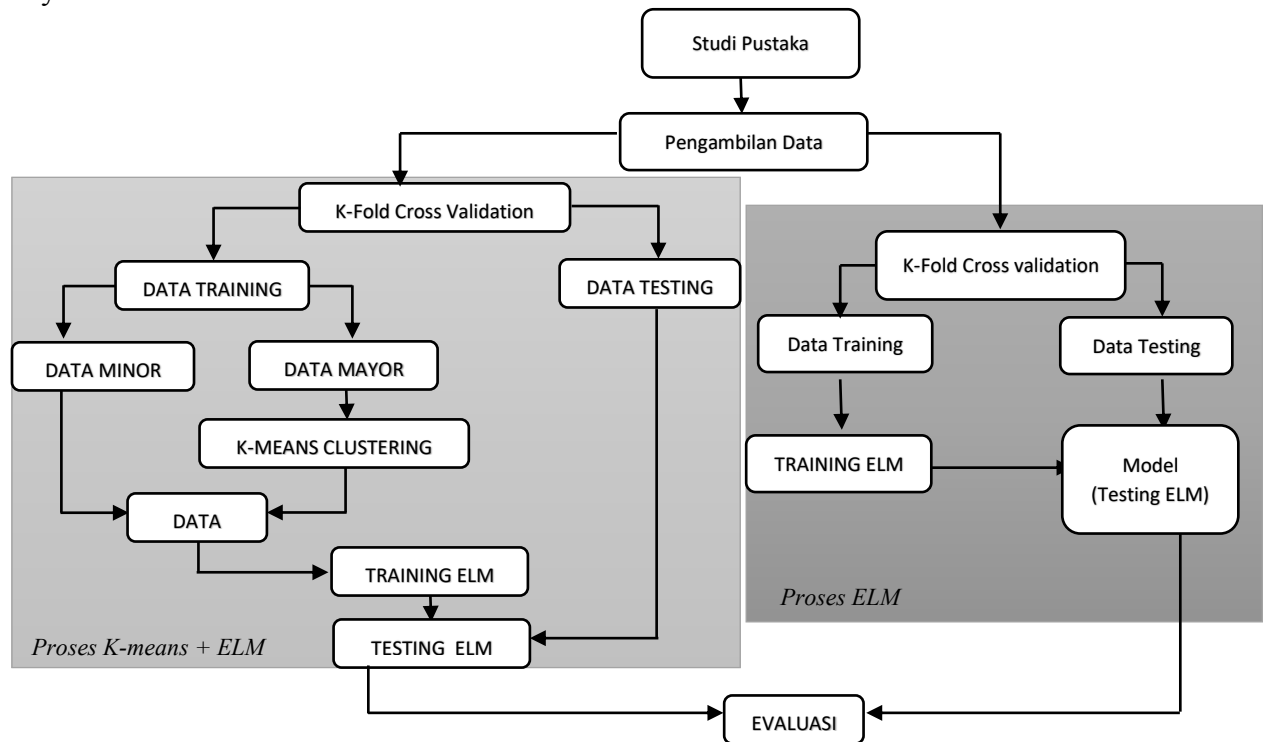 Studi Pustaka
Pengambilan Data
K-Fold Cross Validation
DATA TRAINING
DATA TESTING
DATA MINOR
DATA MAYOR
K-MEANS CLUSTERING
DATA
TRAINING ELM
TESTING ELM
Proses K-means + ELM
K-Fold Cross validation
Data Training
Data Testing
TRAINING ELM
Model
(Testing ELM)
Proses ELM
EVALUASI